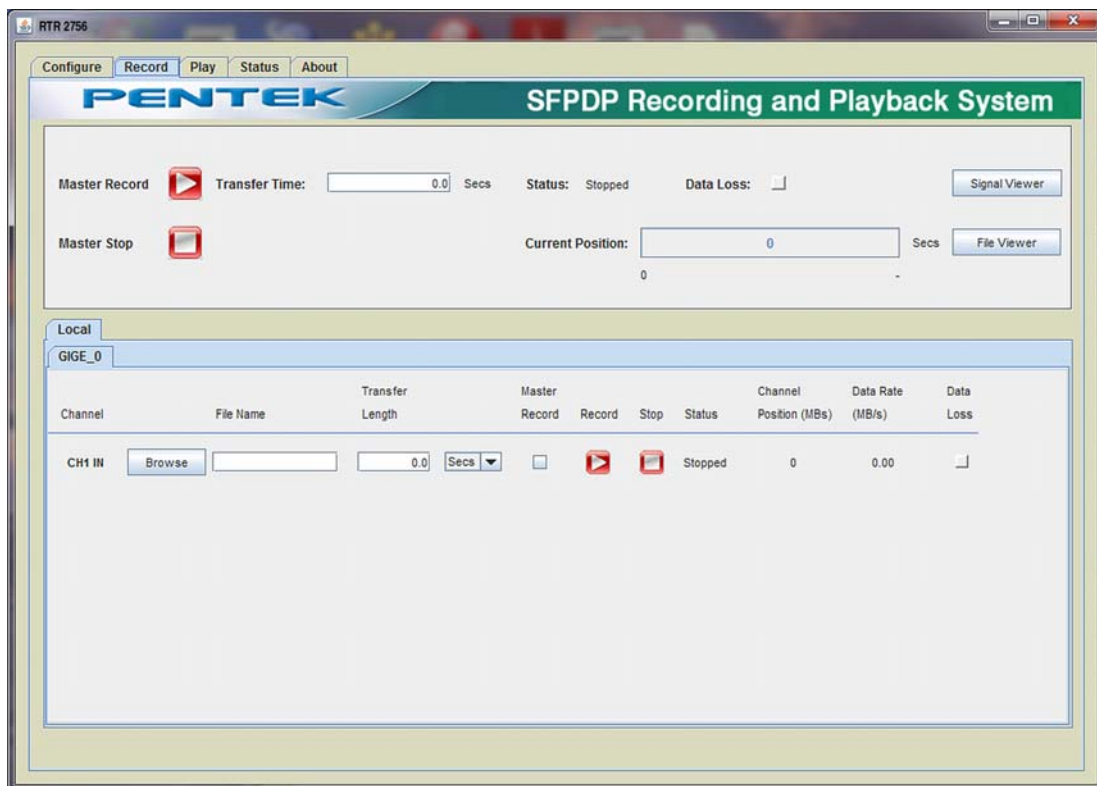 RTR 2756
Configure Record Play Status About
PENTEK SFPDP Recording and Playback System
Master Record Transfer Time: 0.0 Secs Status: Stopped Data Loss: Signal Viewer
Master Stop Current Position: 0 Secs File Viewer
0 -
Local
GIGE_0
Transfer Master Channel Data Rate Data
Channel File Name Length Record Record Stop Status Position (MBs) (MB/s) Loss
CH1 IN Browse 0.0 Secs Stopped 0 0.00